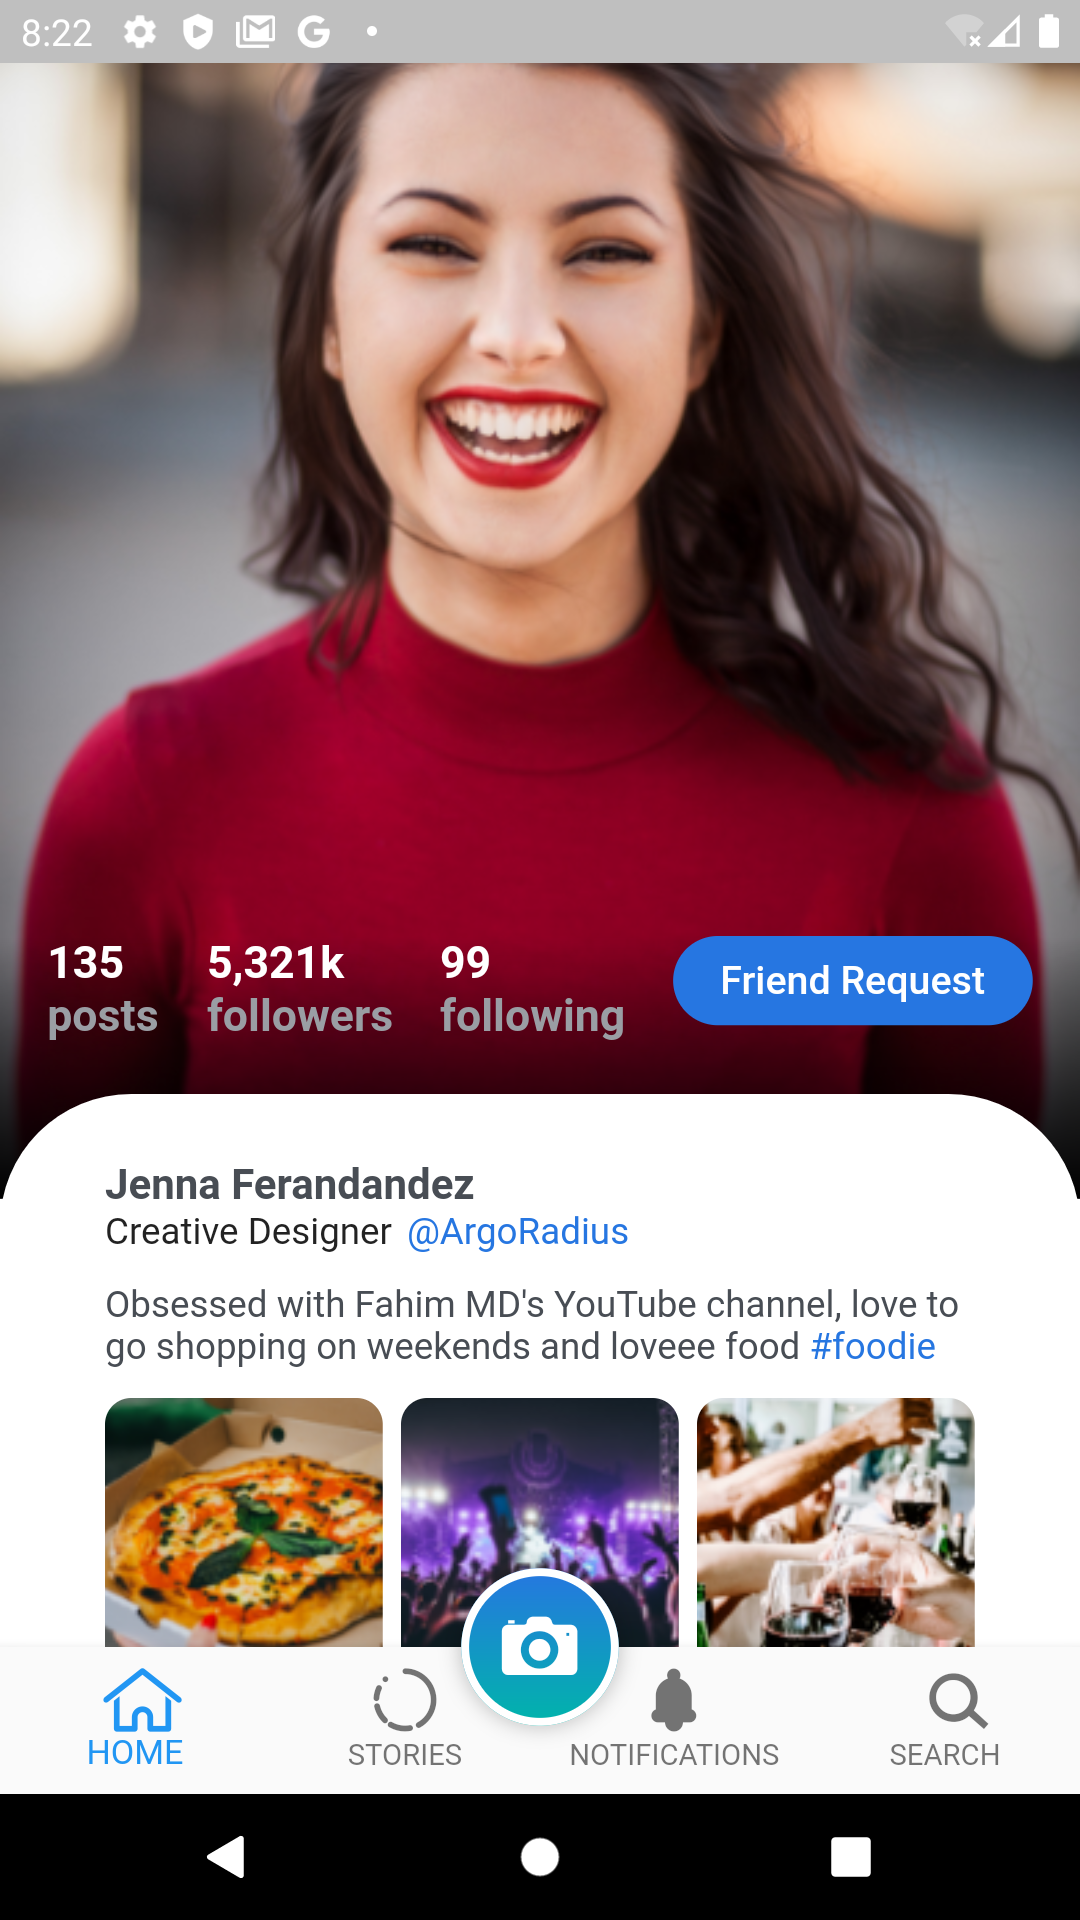 8:22
135 5,321k 99 Friend Request
posts followers following
Jenna Ferandandez
Creative Designer @ArgoRadius
Obsessed with Fahim MD's YouTube channel, love to
go shopping on weekends and loveee food #foodie
HOME STORIES NOTIFICATIONS SEARCH